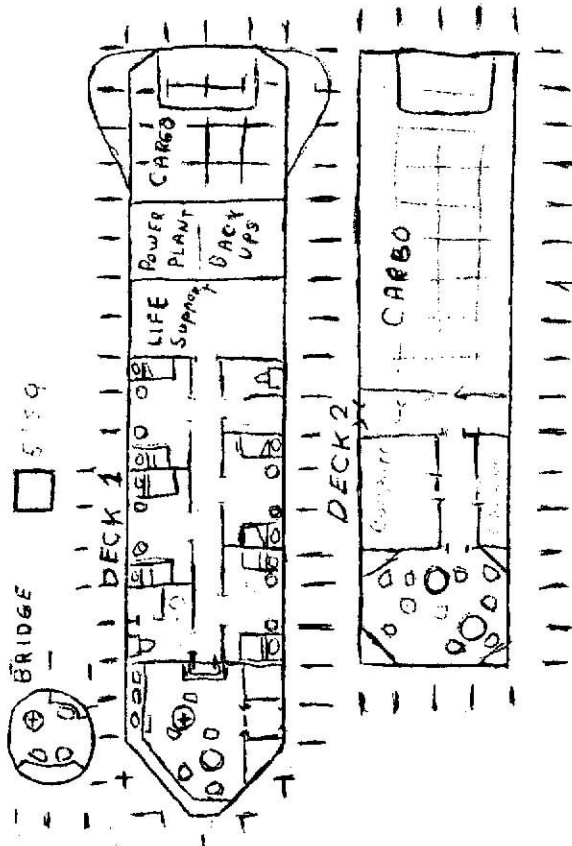 BRIDGE
DECK 1
LIFE
Support
POWER
PLANT
BACK
UPS
CARGO
DECK 2
CARGO